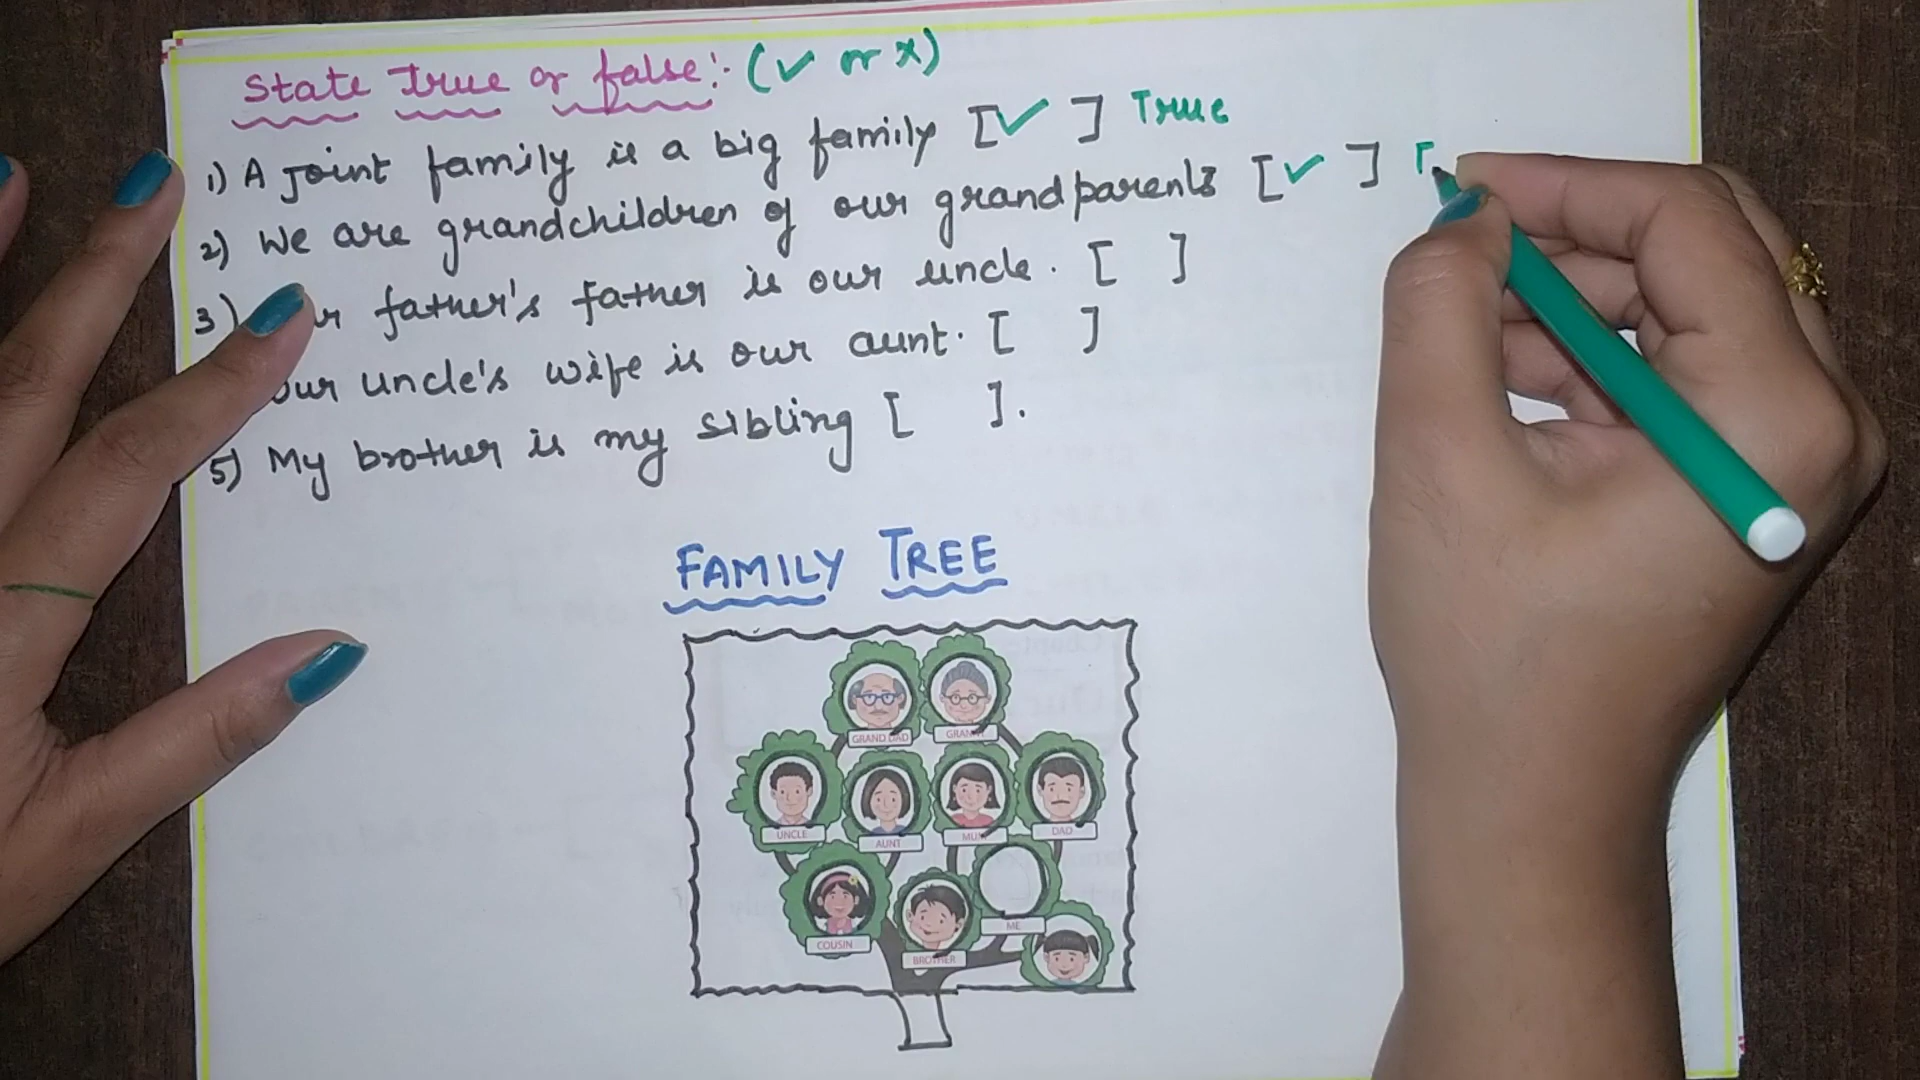 State True or false:- (✓ or x)
1) A joint family is a big family [✓ ] True
2) We are grandchildren of our grandparents [✓ ]
3) father's father is our uncle. [ ]
our uncle's wife is our aunt. [ ]
5) My brother is my sibling [ ].
FAMILY TREE
GRAND DAD
UNCLE
AUNT
DAD
COUSIN
BROTHER
ME